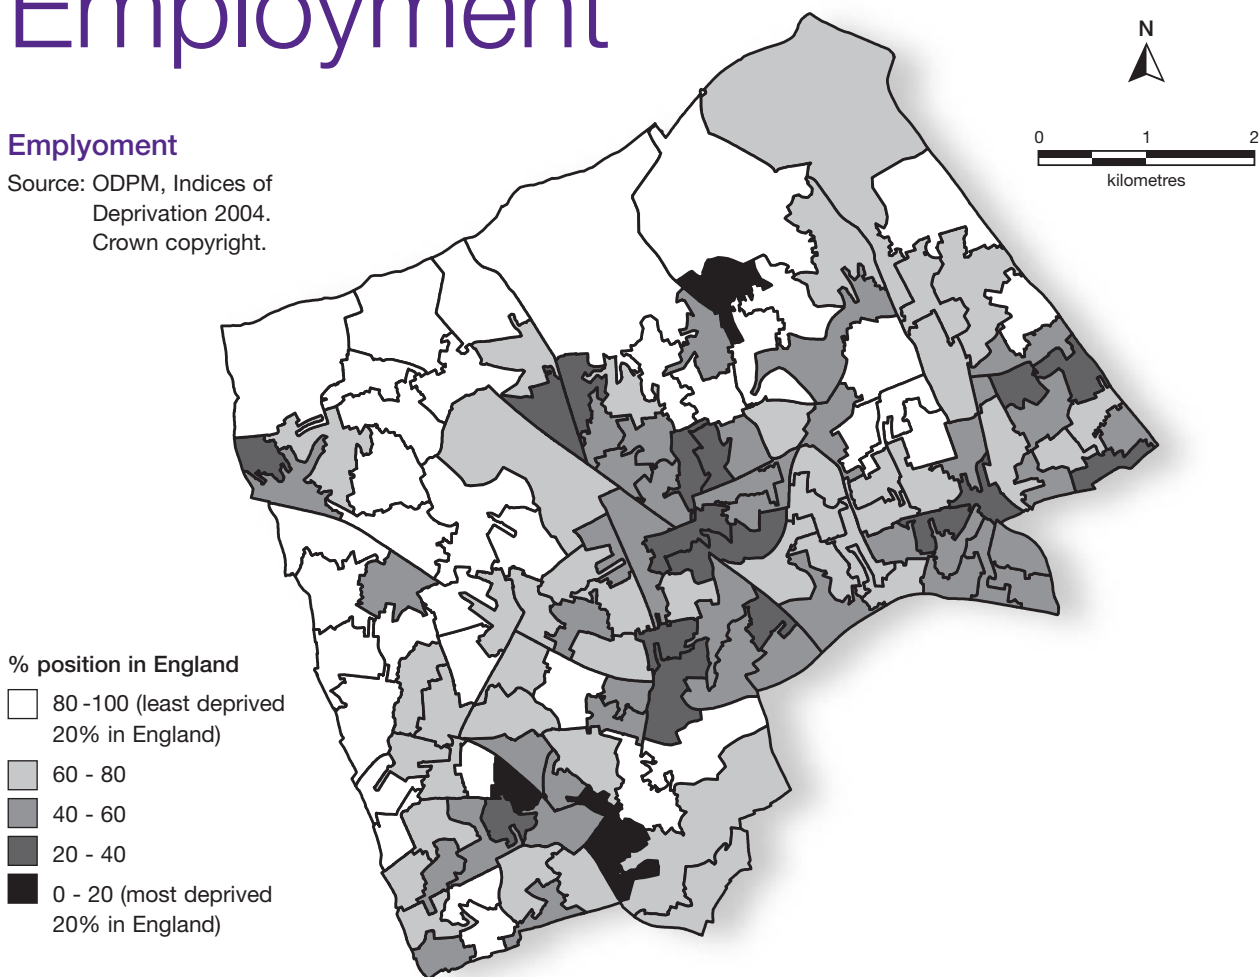 Employment
Emplyoment
Source: ODPM, Indices of
Deprivation 2004.
Crown copyright.
N
0 1 2
kilometres
% position in England
80 -100 (least deprived
20% in England)
60 - 80
40 - 60
20 - 40
0 - 20 (most deprived
20% in England)